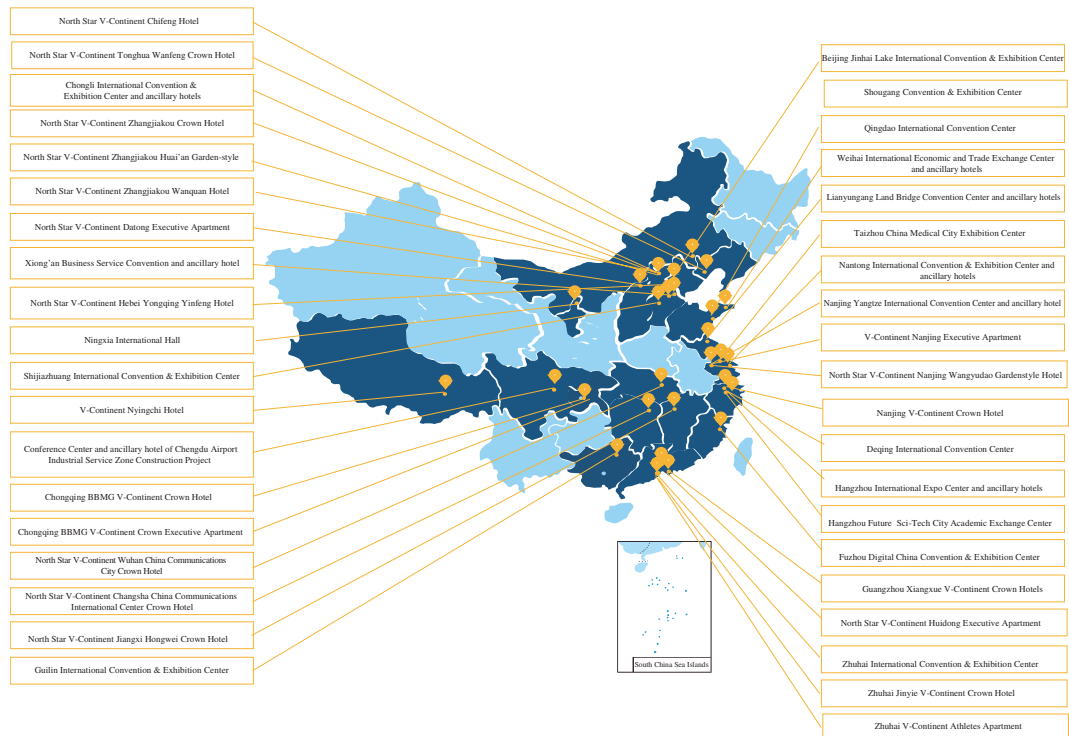 North Star V-Continent Chifeng Hotel
North Star V-Continent Tonghua Wanfeng Crown Hotel
Chongli International Convention &
Exhibition Center and ancillary hotels
North Star V-Continent Zhangjiakou Crown Hotel
North Star V-Continent Zhangjiakou Huai'an Garden-style
North Star V-Continent Zhangjiakou Wanquan Hotel
North Star V-Continent Datong Executive Apartment
Xiong'an Business Service Convention and ancillary hotel
North Star V-Continent Hebei Yongqing Yinfeng Hotel
Ningxia International Hall
Shijiazhuang International Convention & Exhibition Center
V-Continent Nyingchi Hotel
Conference Center and ancillary hotel of Chengdu Airport
Industrial Service Zone Construction Project
Chongqing BBMG V-Continent Crown Hotel
Chongqing BBMG V-Continent Crown Executive Apartment
North Star V-Continent Wuhan China Communications
City Crown Hotel
North Star V-Continent Changsha China Communications
International Center Crown Hotel
North Star V-Continent Jiangxi Hongwei Crown Hotel
Guilin International Convention & Exhibition Center
Beijing Jinhai Lake International Convention & Exhibition Center
Shougang Convention & Exhibition Center
Qingdao International Convention Center
Weihai International Economic and Trade Exchange Center
and ancillary hotels
Lianyungang Land Bridge Convention Center and ancillary hotels
Taizhou China Medical City Exhibition Center
Nantong International Convention & Exhibition Center and
ancillary hotels
Nanjing Yangtze International Convention Center and ancillary hotel
V-Continent Nanjing Executive Apartment
North Star V-Continent Nanjing Wangyudao Gardenstyle Hotel
Nanjing V-Continent Crown Hotel
Deqing International Convention Center
Hangzhou International Expo Center and ancillary hotels
Hangzhou Future Sci-Tech City Academic Exchange Center
Fuzhou Digital China Convention & Exhibition Center
Guangzhou Xiangxue V-Continent Crown Hotels
North Star V-Continent Huidong Executive Apartment
Zhuhai International Convention & Exhibition Center
Zhuhai Jinyie V-Continent Crown Hotel
Zhuhai V-Continent Athletes Apartment
South China Sea Islands